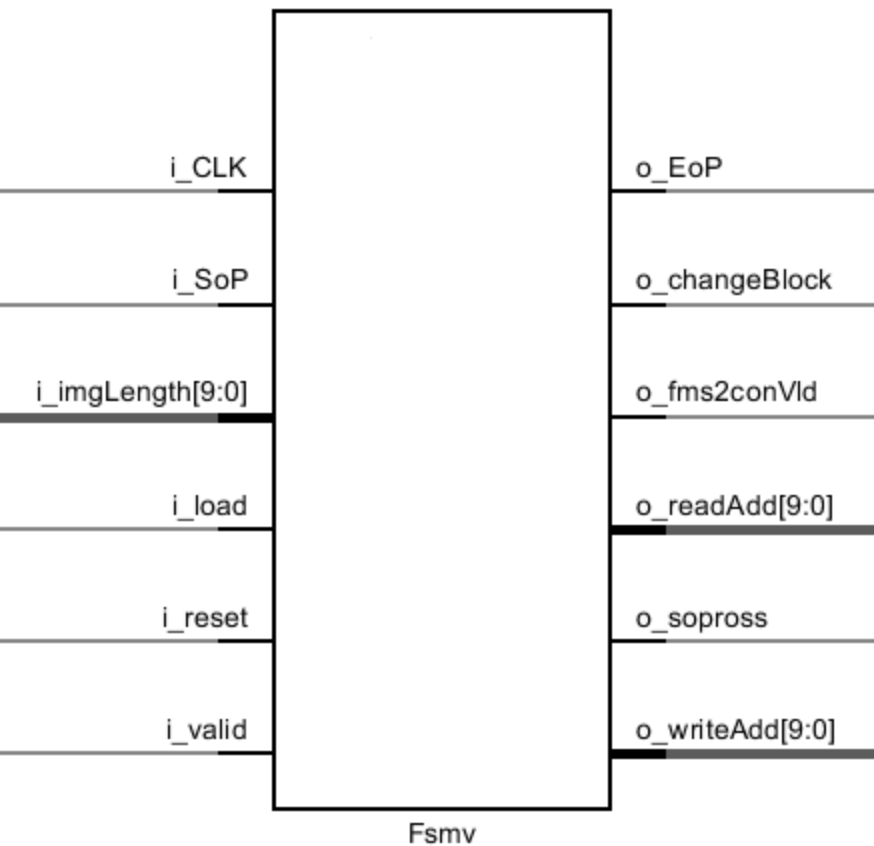 i_CLK
o_EoP
i_SoP
o_changeBlock
i_imgLength[9:0]
o_fms2conVld
i_load
o_readAdd[9:0]
i_reset
o_sopross
i_valid
o_writeAdd[9:0]
Fsmv